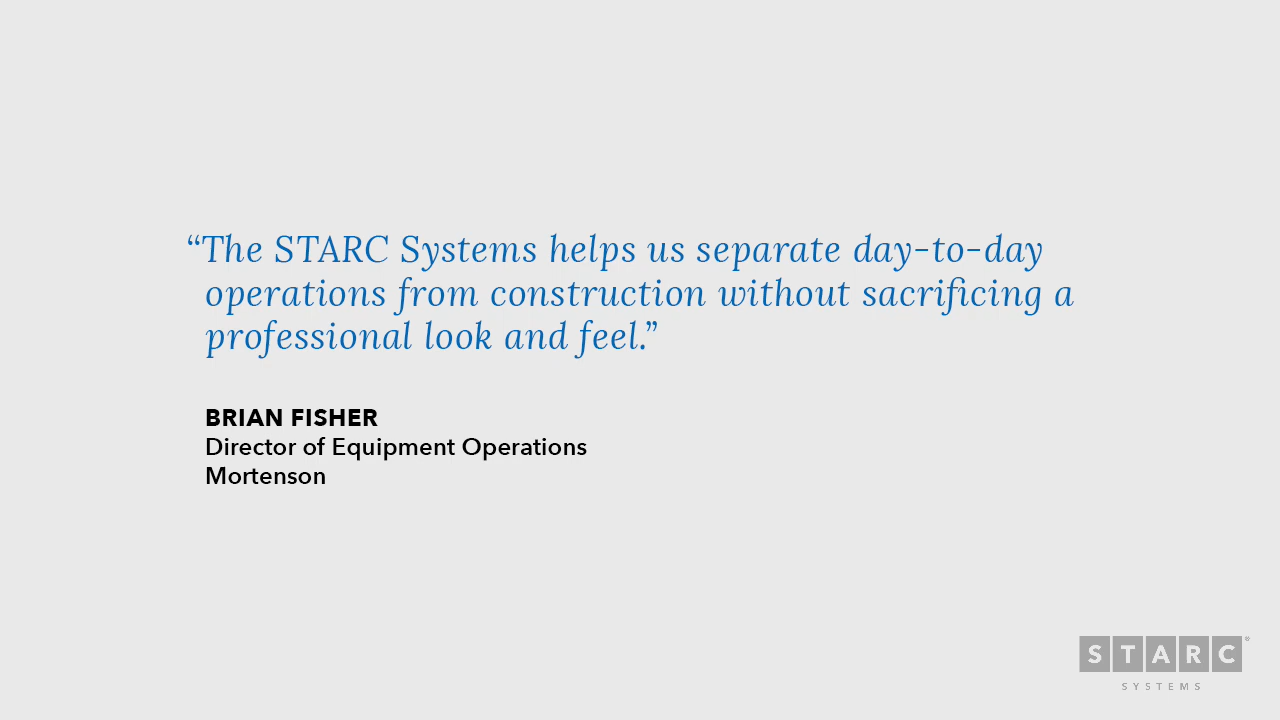 “The STARC Systems helps us separate day-to-day
operations from construction without sacrificing a
professional look and feel.”
BRIAN FISHER
Director of Equipment Operations
Mortenson
STARC®
SYSTEMS